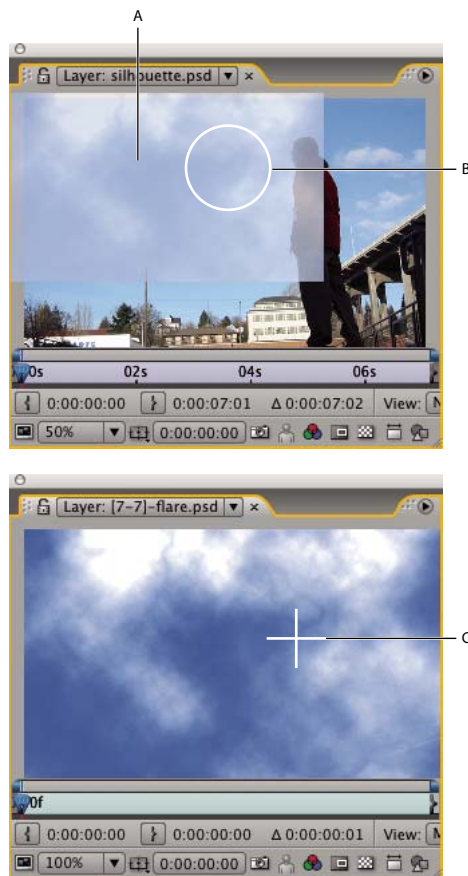 A
Layer: silhouette.psd
B
0s 02s 04s 06s
0:00:00:00 0:00:07:01 Δ 0:00:07:02 View:
50% 0:00:00:00
Layer: [7-7]-flare.psd
C
0f
0:00:00:00 0:00:00:00 Δ 0:00:00:01 View:
100% 0:00:00:00